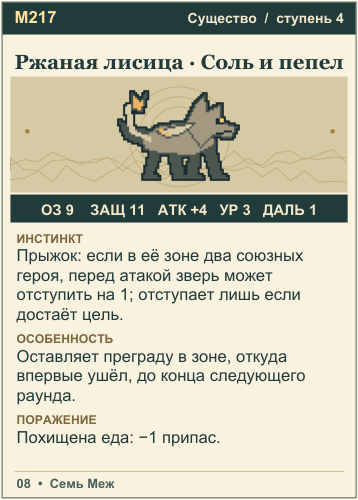 M217
Существо / ступень 4
Ржаная лисица · Соль и пепел
ОЗ 9 ЗАЩ 11 АТК +4 УР 3 ДАЛЬ 1
ИНСТИНКТ
Прыжок: если в её зоне два союзных
героя, перед атакой зверь может
отступить на 1; отступает лишь если
достаёт цель.
ОСОБЕННОСТЬ
Оставляет преграду в зоне, откуда
впервые ушёл, до конца следующего
раунда.
ПОРАЖЕНИЕ
Похищена еда: −1 припас.
08 • Семь Меж